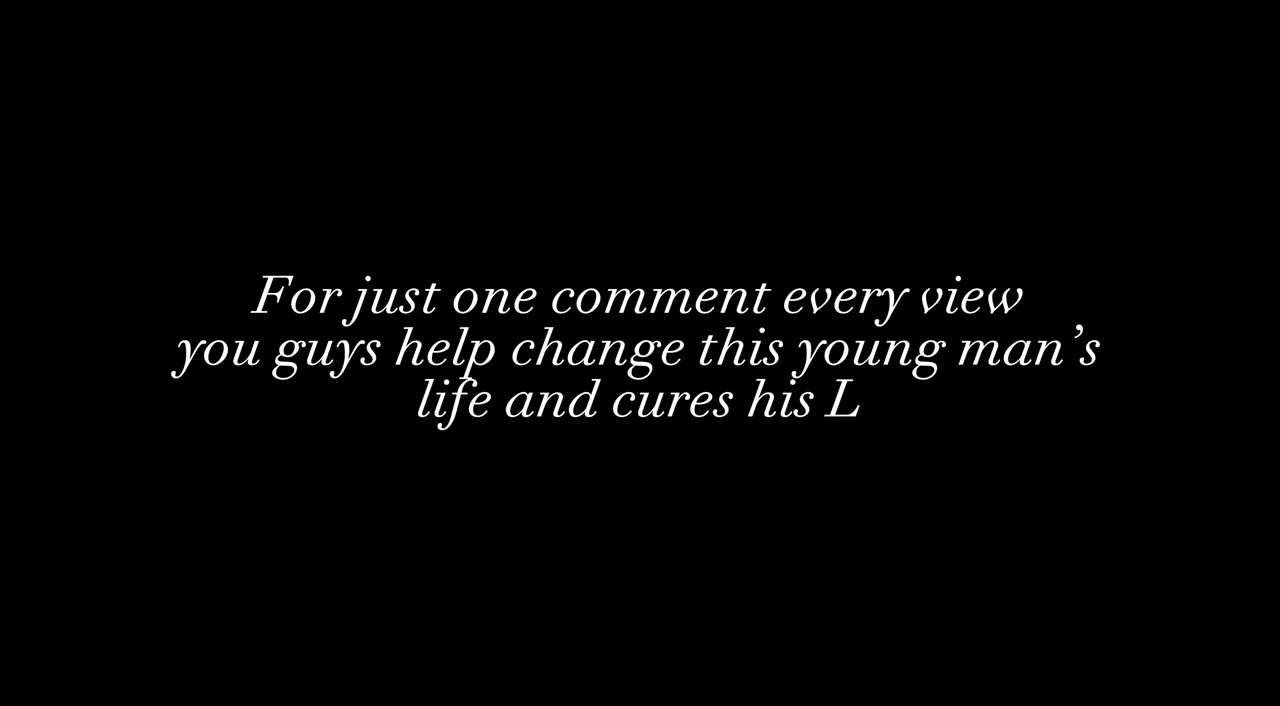 For just one comment every view
you guys help change this young man’s
life and cures his L